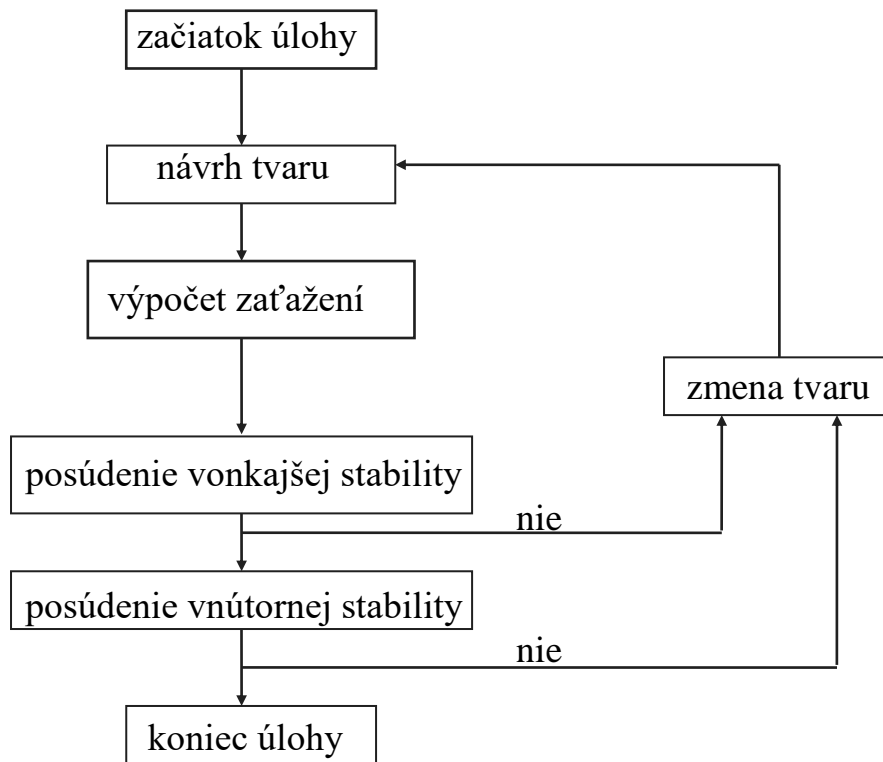 začiatok úlohy
návrh tvaru
výpočet zaťažení
zmena tvaru
posúdenie vonkajšej stability
nie
posúdenie vnútornej stability
nie
koniec úlohy